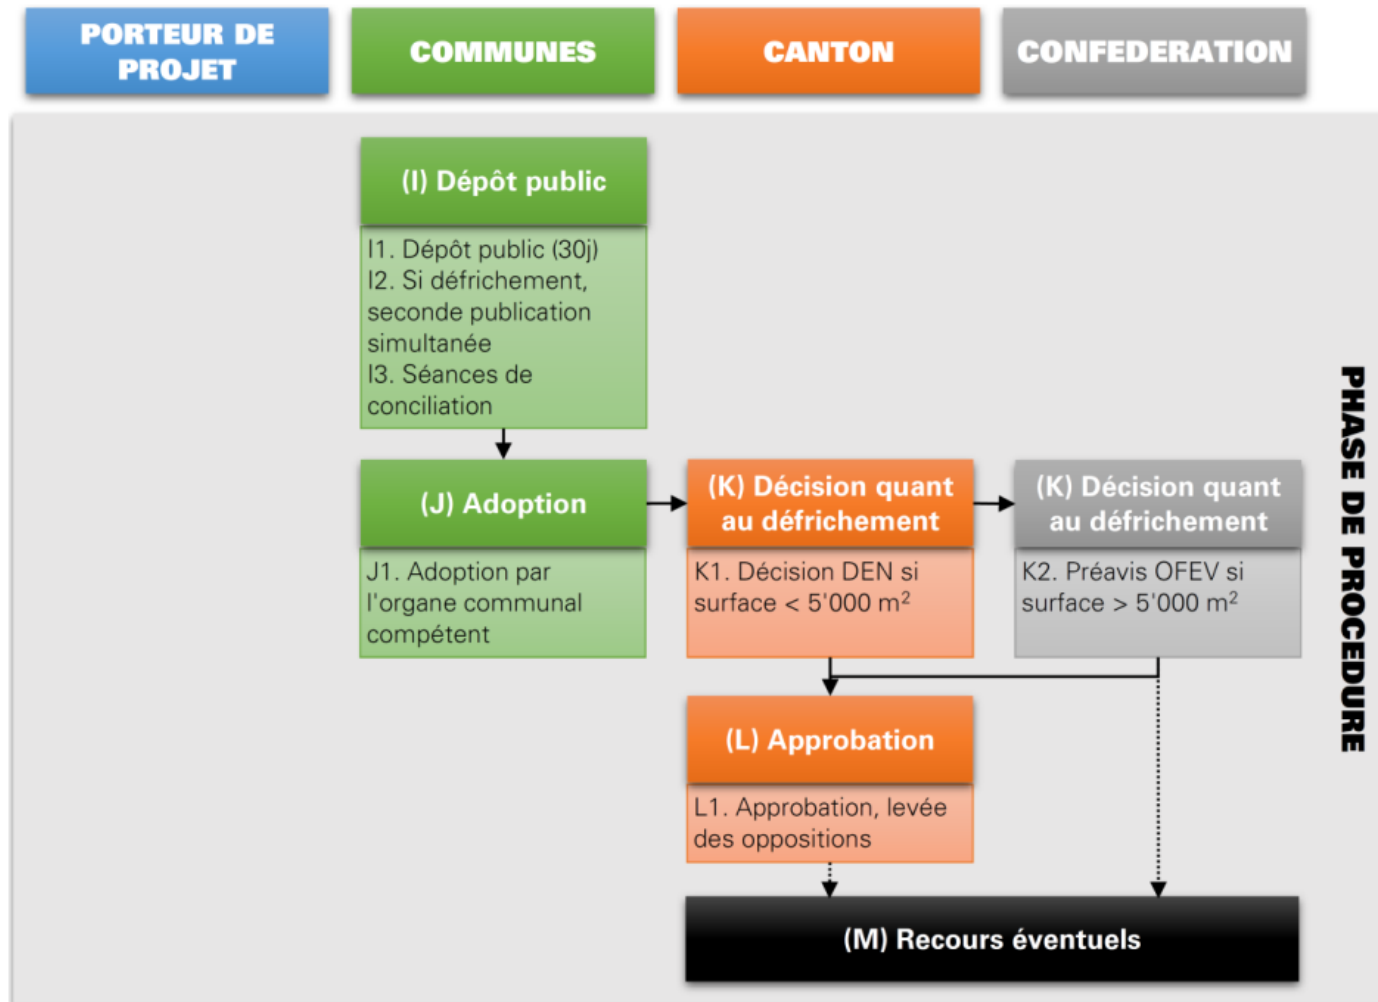 PORTEUR DE
PROJET
COMMUNES
CANTON
CONFEDERATION
(I) Dépôt public
I1. Dépôt public (30j)
I2. Si défrichement,
seconde publication
simultanée
I3. Séances de
conciliation
(J) Adoption
J1. Adoption par
l'organe communal
compétent
(K) Décision quant
au défrichement
K1. Décision DEN si
surface < 5'000 m²
(K) Décision quant
au défrichement
K2. Préavis OFEV si
surface > 5'000 m²
(L) Approbation
L1. Approbation, levée
des oppositions
(M) Recours éventuels
PHASE DE PROCEDURE